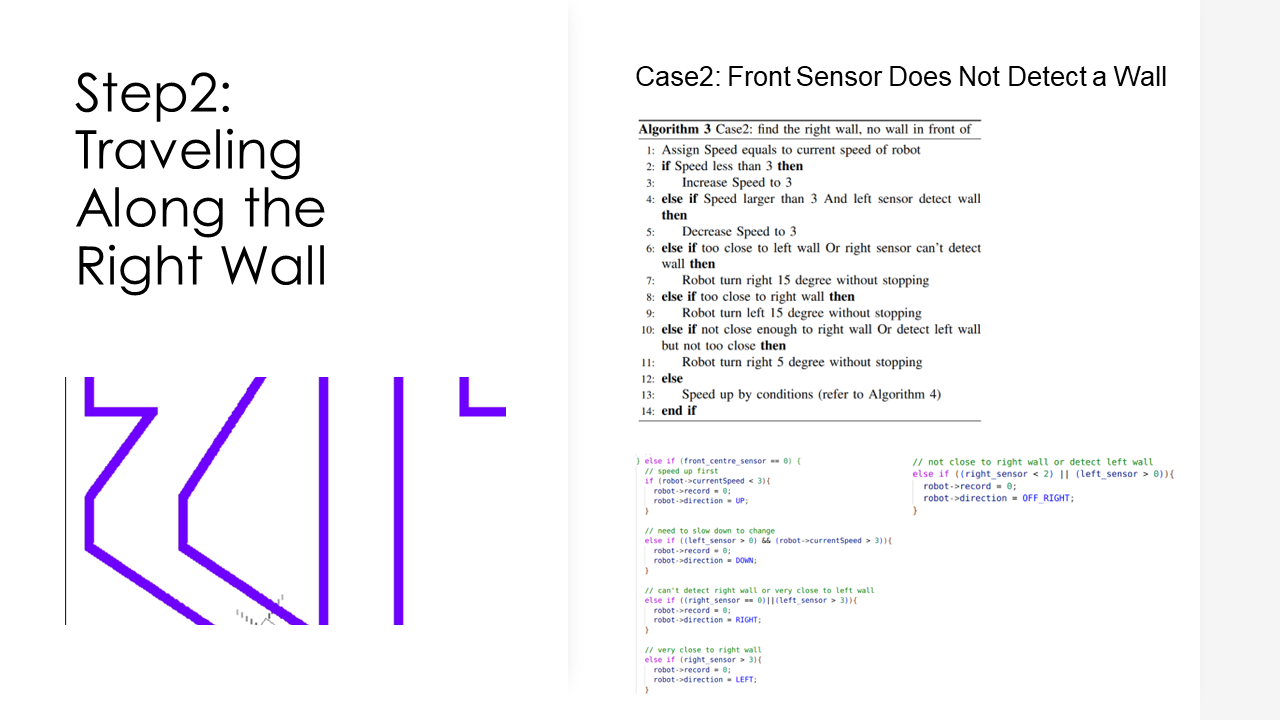 Step2:
Traveling
Along the
Right Wall
Case2: Front Sensor Does Not Detect a Wall
Algorithm 3 Case2: find the right wall, no wall in front of
1: Assign Speed equals to current speed of robot
2: if Speed less than 3 then
3: Increase Speed to 3
4: else if Speed larger than 3 And left sensor detect wall
then
5: Decrease Speed to 3
6: else if too close to left wall Or right sensor can't detect
wall then
7: Robot turn right 15 degree without stopping
8: else if too close to right wall then
9: Robot turn left 15 degree without stopping
10: else if not close enough to right wall Or detect left wall
but not too close then
11: Robot turn right 5 degree without stopping
12: else
13: Speed up by conditions (refer to Algorithm 4)
14: end if
} else if (front_centre_sensor == 0) {
// speed up first
if (robot->currentSpeed < 3){
robot->record = 0;
robot->direction = UP;
}
// need to slow down to change
else if ((left_sensor > 0) && (robot->currentSpeed > 3)){
robot->record = 0;
robot->direction = DOWN;
}
// can't detect right wall or very close to left wall
else if ((right_sensor == 0)||(left_sensor > 3)){
robot->record = 0;
robot->direction = RIGHT;
}
// very close to right wall
else if (right_sensor > 3){
robot->record = 0;
robot->direction = LEFT;
}
// not close to right wall or detect left wall
else if ((right_sensor < 2) || (left_sensor > 0)){
robot->record = 0;
robot->direction = OFF_RIGHT;
}